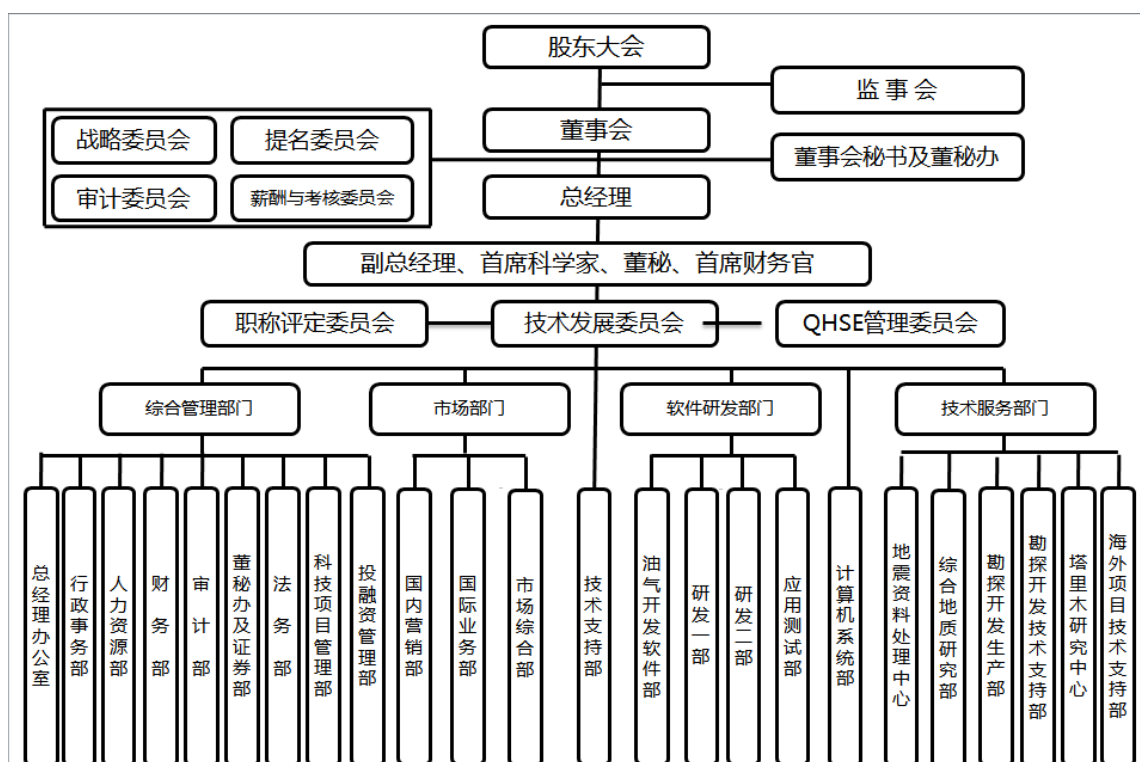 股东大会
监 事 会
董事会
战略委员会
提名委员会
董事会秘书及董秘办
审计委员会
薪酬与考核委员会
总经理
副总经理、首席科学家、董秘、首席财务官
职称评定委员会
技术发展委员会
QHSE管理委员会
综合管理部门
市场部门
软件研发部门
技术服务部门
总经理办公室
行政事务部
人力资源部
财务部
审计部
董秘办及证券部
法务部
科技项目管理部
投融资管理部
国内营销部
国际业务部
市场综合部
技术支持部
油气开发软件部
研发一部
研发二部
应用测试部
计算机系统部
地震资料处理中心
综合地质研究部
勘探开发生产部
勘探开发技术支持部
塔里木研究中心
海外项目技术支持部